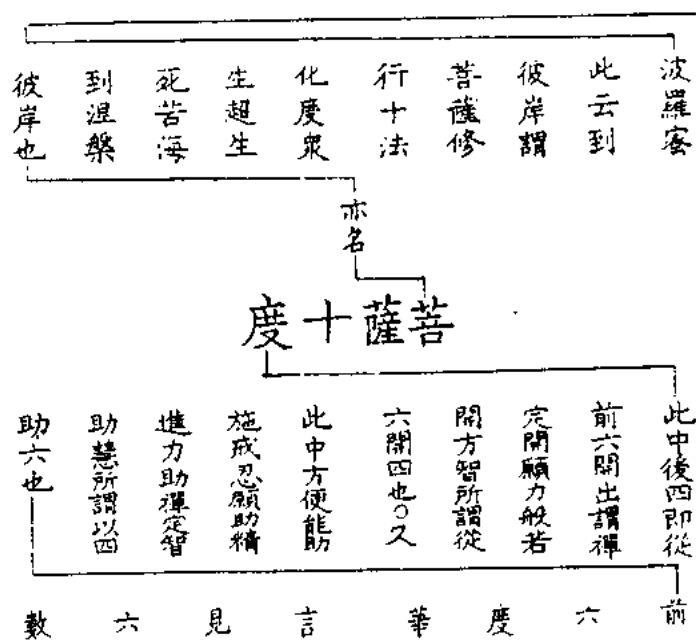 波羅蜜
此云到
彼岸謂
菩薩修
行十法
化度衆
生超生
死苦海
到涅槃
彼岸也
亦名
菩薩十度
此中後四即從
前六開出謂禪
定開願力般若
開方智所謂從
六開四也○又
此中方便能助
施戒忍願助精
進力助禪定智
助慧所謂以四
助六也
前六度華言見六數